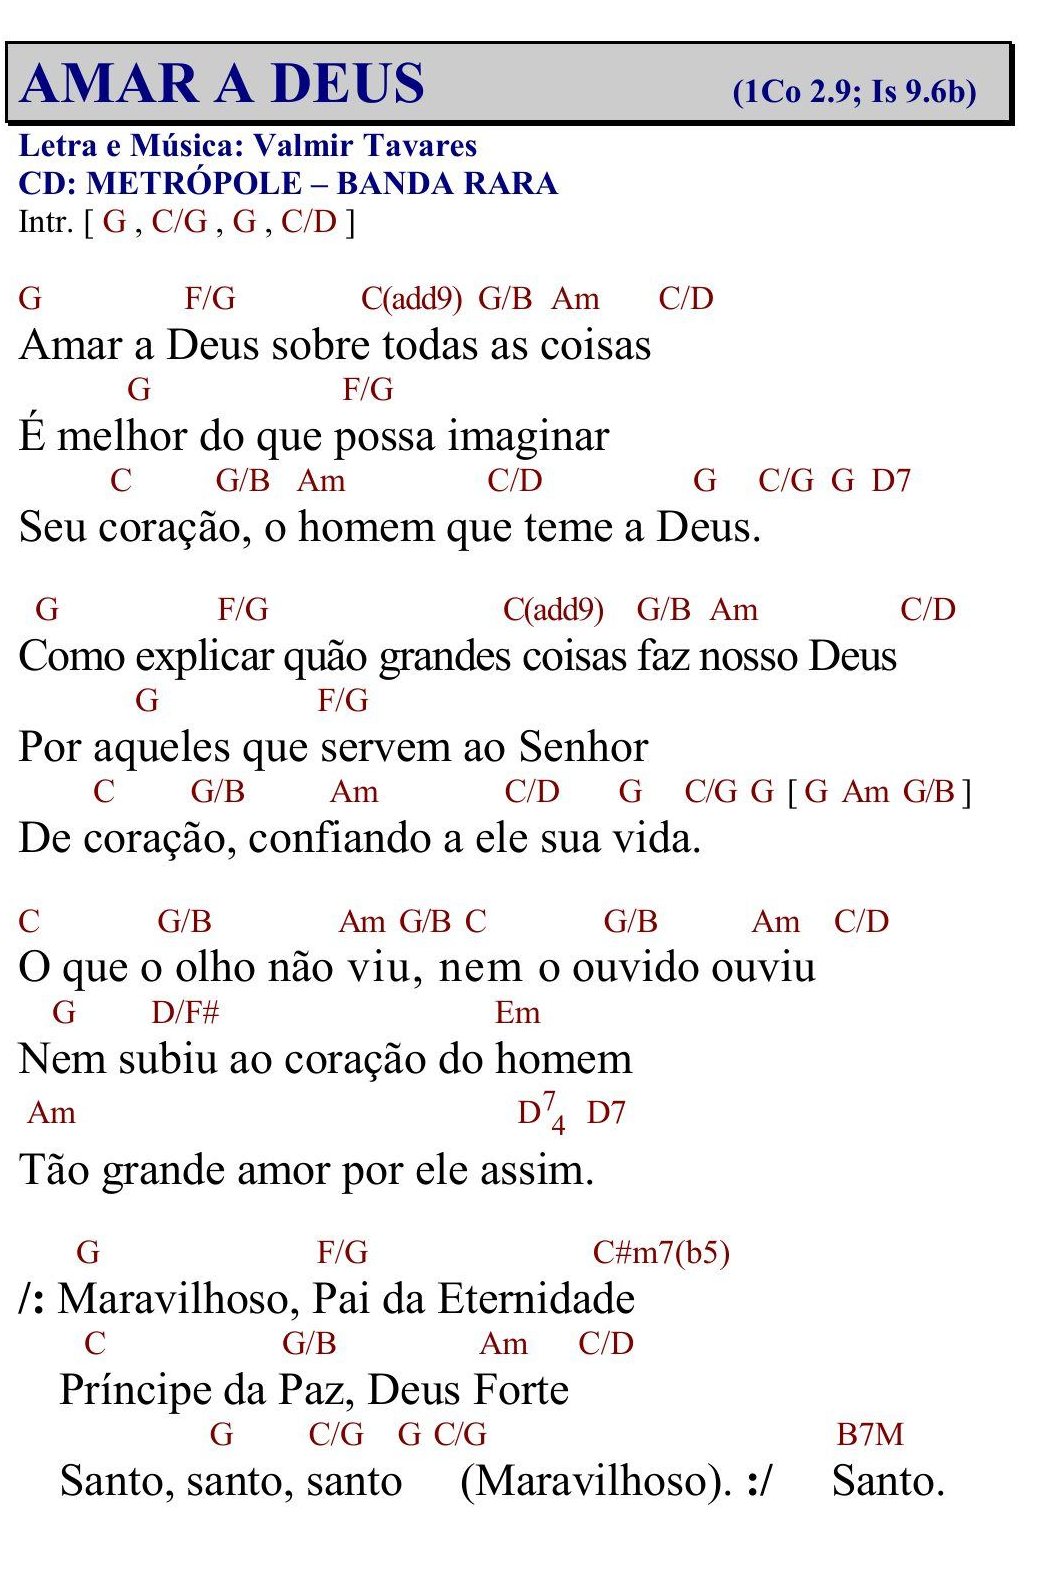 AMAR A DEUS (1Co 2.9; Is 9.6b)
Letra e Música: Valmir Tavares
CD: METRÓPOLE – BANDA RARA
Intr. [ G , C/G , G , C/D ]
G F/G C(add9) G/B Am C/D
Amar a Deus sobre todas as coisas
G F/G
É melhor do que possa imaginar
C G/B Am C/D G C/G G D7
Seu coração, o homem que teme a Deus.
G F/G C(add9) G/B Am C/D
Como explicar quão grandes coisas faz nosso Deus
G F/G
Por aqueles que servem ao Senhor
C G/B Am C/D G C/G G [ G Am G/B ]
De coração, confiando a ele sua vida.
C G/B Am G/B C G/B Am C/D
O que o olho não viu, nem o ouvido ouviu
G D/F# Em
Nem subiu ao coração do homem
Am D7 4 D7
Tão grande amor por ele assim.
G F/G C#m7(b5)
/: Maravilhoso, Pai da Eternidade
C G/B Am C/D
Príncipe da Paz, Deus Forte
G C/G G C/G B7M
Santo, santo, santo (Maravilhoso). :/ Santo.